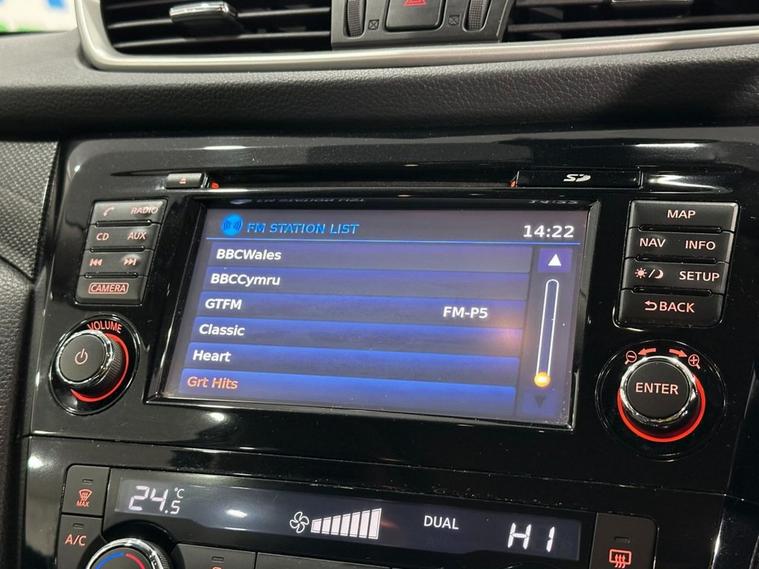 RADIO
CD AUX
CAMERA
VOLUME
FM STATION LIST 14:22
BBCWales
BBCCymru
GTFM FM-P5
Classic
Heart
Grt Hits
MAP
NAV INFO
SETUP
BACK
ENTER
MAX
A/C
24.5°C
DUAL
HI
SD